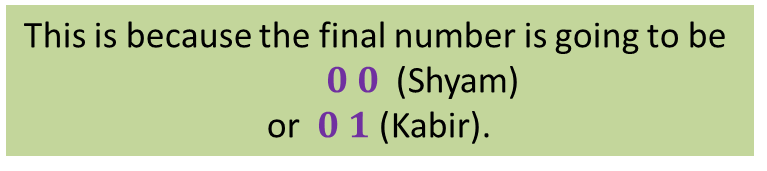 This is because the final number is going to be
0 0 (Shyam)
or 0 1 (Kabir).